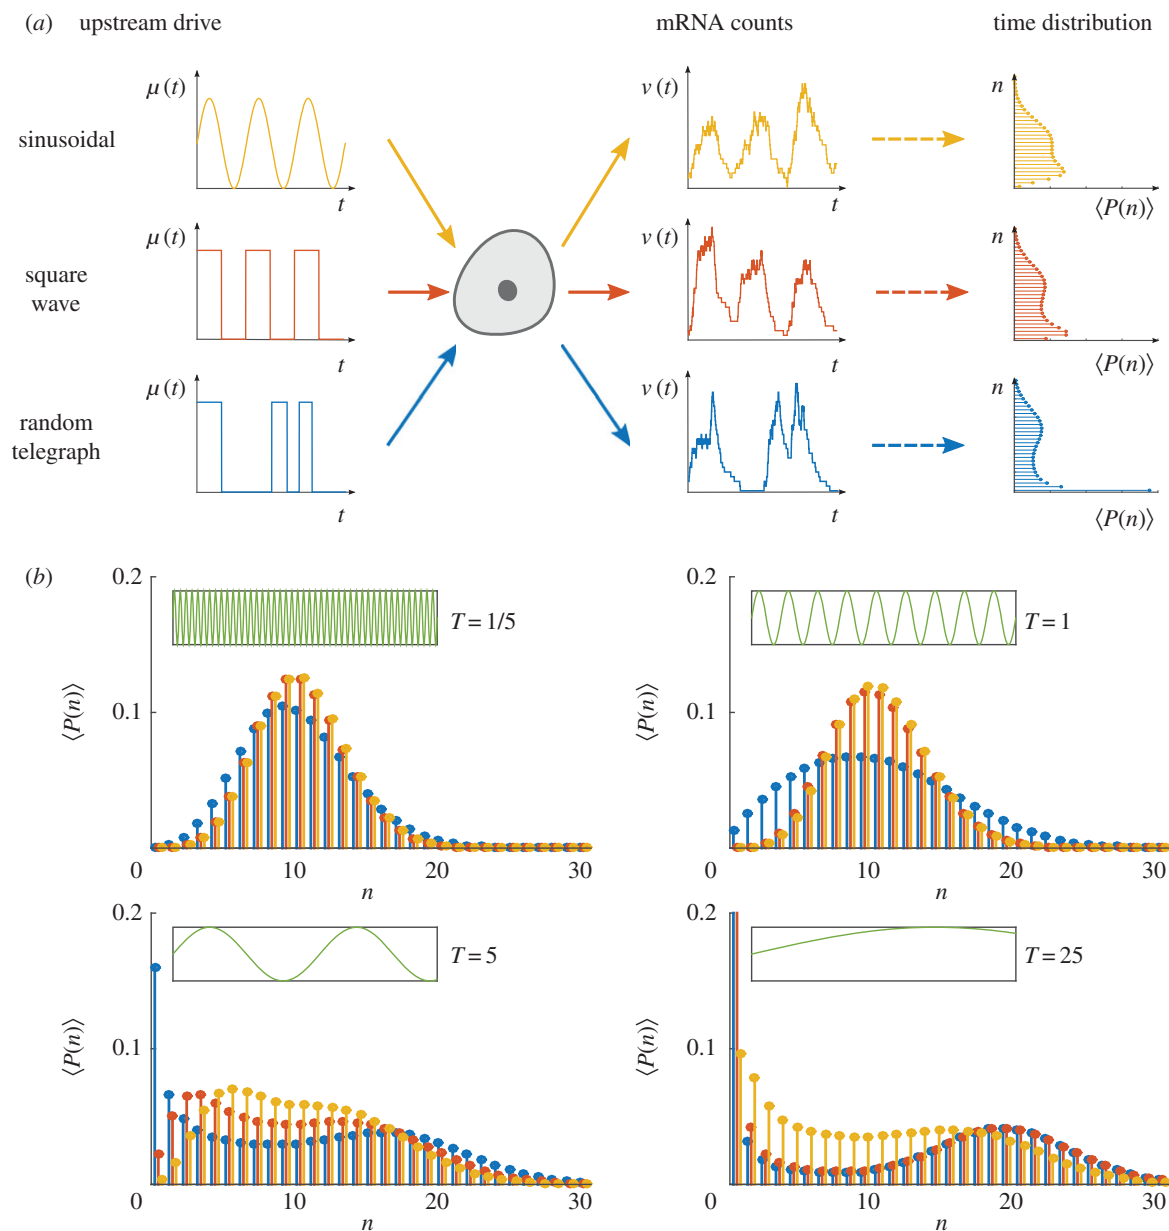 (a) upstream drive mRNA counts time distribution
sinusoidal
μ(t)
t
ν(t)
t
n
⟨P(n)⟩
square
wave
μ(t)
t
ν(t)
t
n
⟨P(n)⟩
random
telegraph
μ(t)
t
ν(t)
t
n
⟨P(n)⟩
(b)
0.2
T = 1/5
⟨P(n)⟩
0.1
0 10 20 30
n
0.2
T = 1
⟨P(n)⟩
0.1
0 10 20 30
n
0.2
T = 5
⟨P(n)⟩
0.1
0 10 20 30
n
0.2
T = 25
⟨P(n)⟩
0.1
0 10 20 30
n